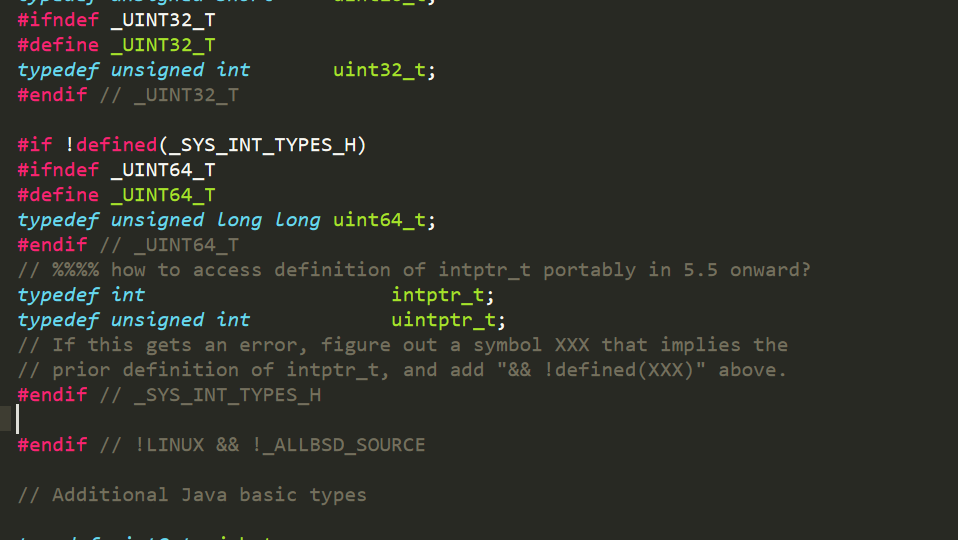 #ifndef _UINT32_T
#define _UINT32_T
typedef unsigned int       uint32_t;
#endif // _UINT32_T
#if !defined(_SYS_INT_TYPES_H)
#ifndef _UINT64_T
#define _UINT64_T
typedef unsigned long long uint64_t;
#endif // _UINT64_T
// %%%% how to access definition of intptr_t portably in 5.5 onward?
typedef int                     intptr_t;
typedef unsigned int            uintptr_t;
// If this gets an error, figure out a symbol XXX that implies the
// prior definition of intptr_t, and add "&& !defined(XXX)" above.
#endif // _SYS_INT_TYPES_H
#endif // !LINUX && !_ALLBSD_SOURCE
// Additional Java basic types